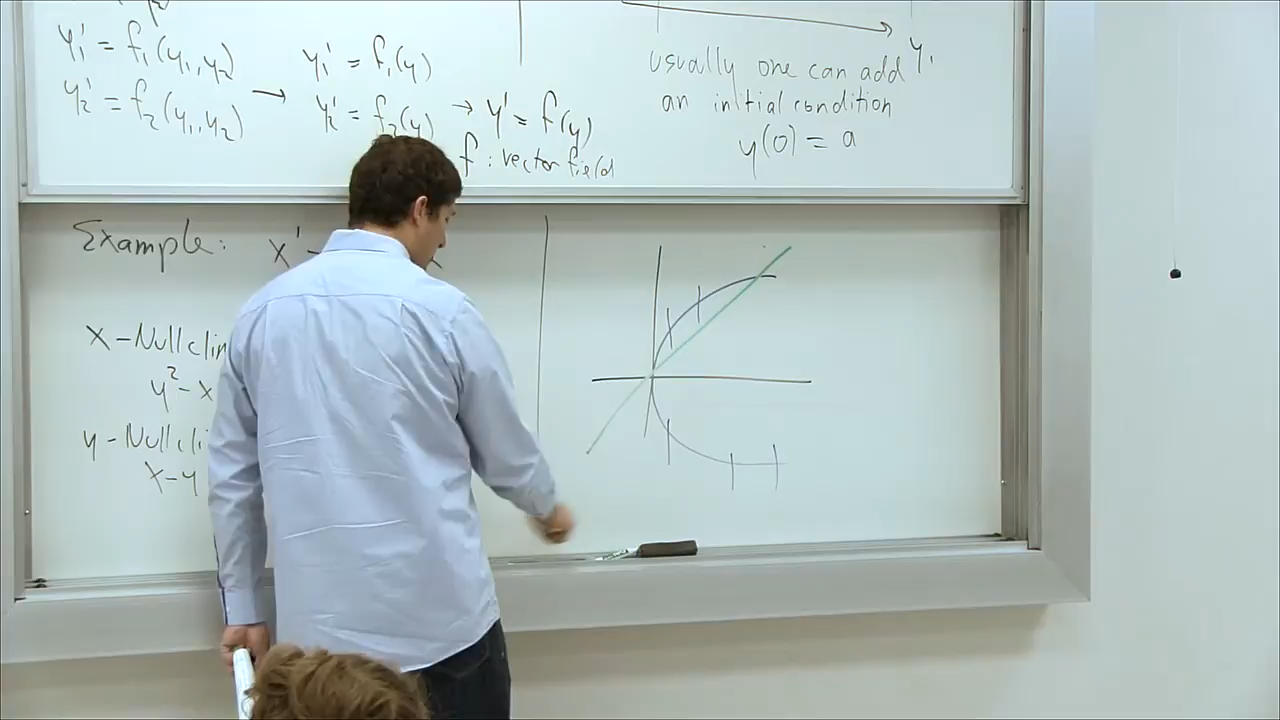 y₁' = f₁(y₁,y₂)
y₂' = f₂(y₁,y₂)
→
y₁' = f₁(y)
y₂' = f₂(y)
→ y' = f(y)
f : vector field
y₁
usually one can add
an initial condition
y(0) = a
Example: x'
x
x-Nullclin
y²-x
y-Nullcli
x-y